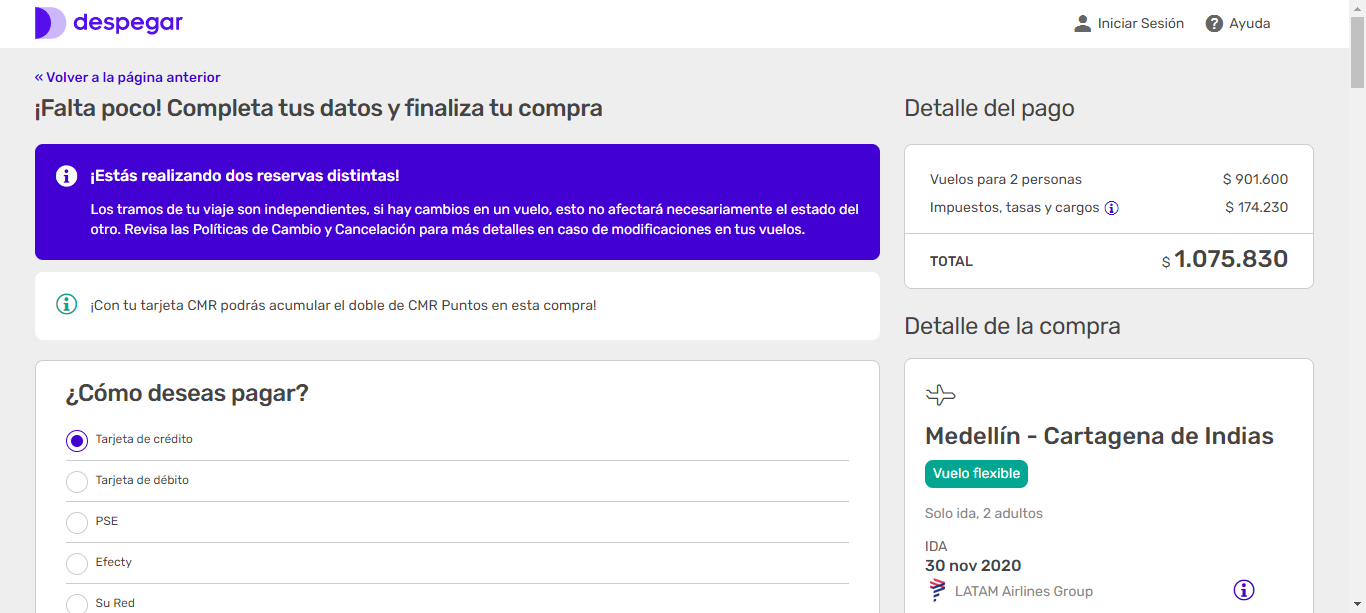 despegar
Iniciar Sesión
Ayuda
« Volver a la página anterior
¡Falta poco! Completa tus datos y finaliza tu compra
¡Estás realizando dos reservas distintas!
Los tramos de tu viaje son independientes, si hay cambios en un vuelo, esto no afectará necesariamente el estado del
otro. Revisa las Políticas de Cambio y Cancelación para más detalles en caso de modificaciones en tus vuelos.
¡Con tu tarjeta CMR podrás acumular el doble de CMR Puntos en esta compra!
¿Cómo deseas pagar?
Tarjeta de crédito
Tarjeta de débito
PSE
Efecty
Su Red
Detalle del pago
Vuelos para 2 personas $ 901.600
Impuestos, tasas y cargos $ 174.230
TOTAL $ 1.075.830
Detalle de la compra
Medellín - Cartagena de Indias
Vuelo flexible
Solo ida, 2 adultos
IDA
30 nov 2020
LATAM Airlines Group